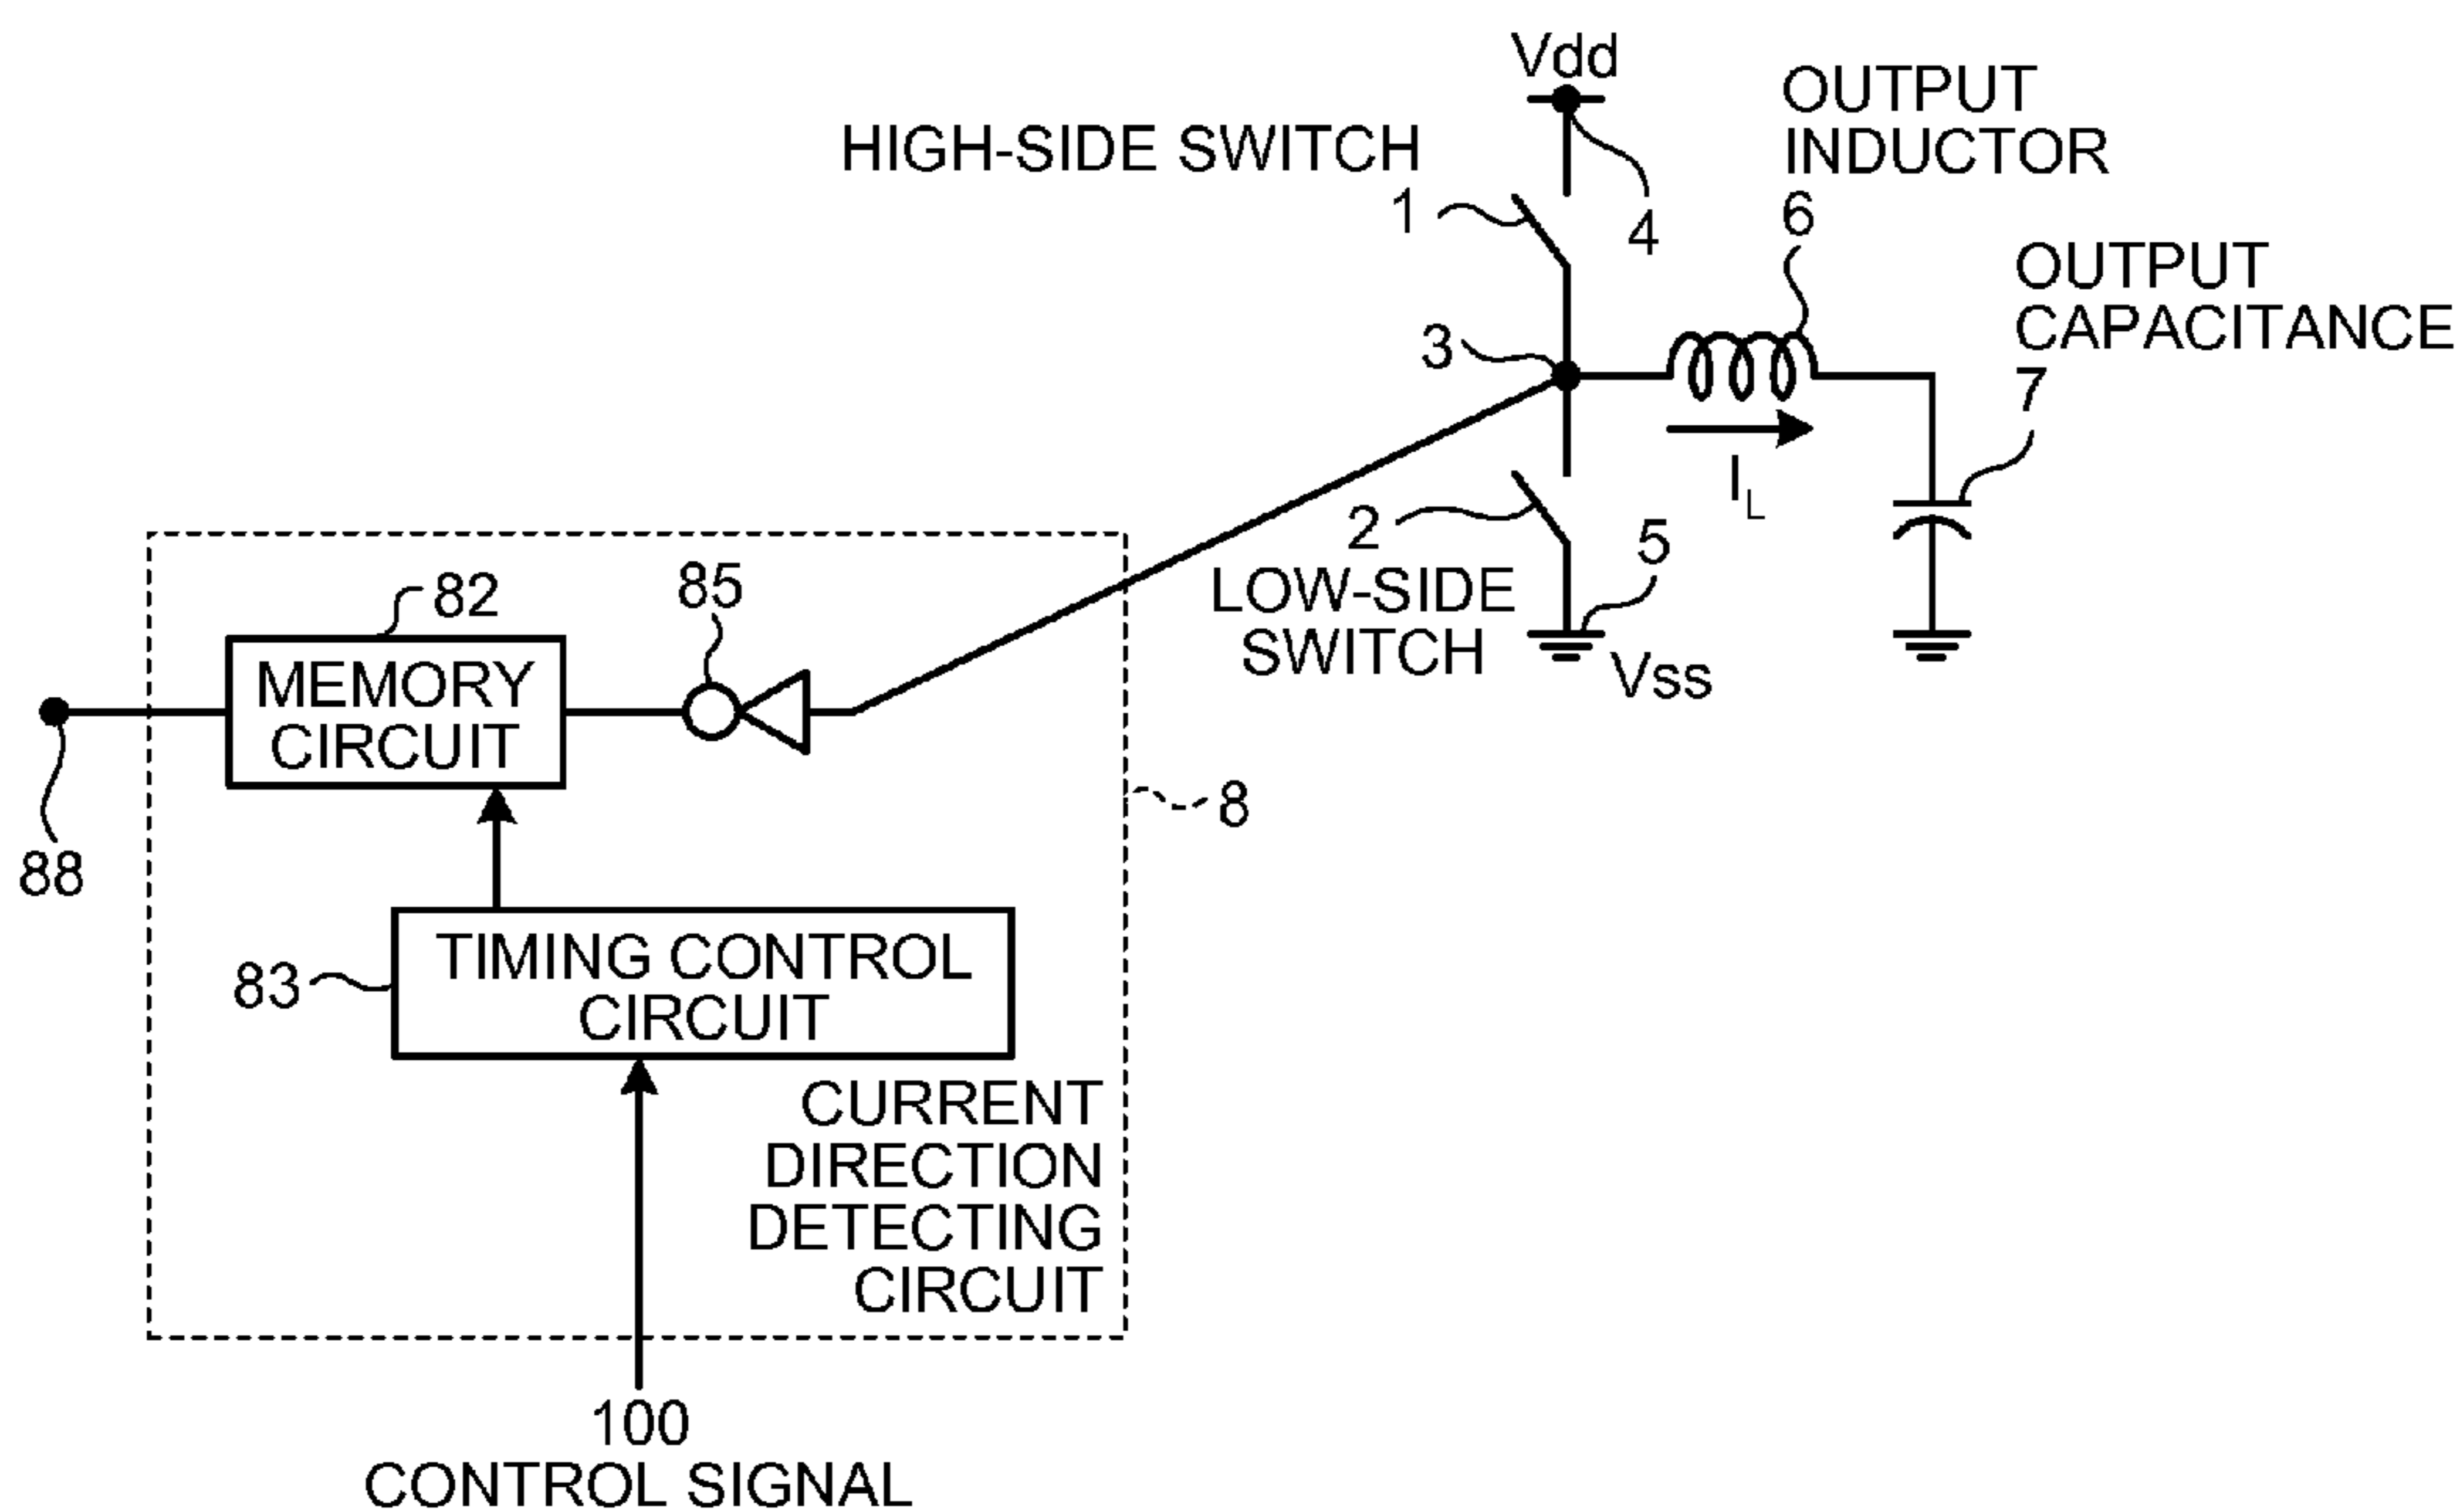 Vdd
HIGH-SIDE SWITCH
1
4
OUTPUT
INDUCTOR
6
OUTPUT
CAPACITANCE
7
3
IL
2
LOW-SIDE
SWITCH
5
Vss
82
85
MEMORY
CIRCUIT
88
8
83
TIMING CONTROL
CIRCUIT
CURRENT
DIRECTION
DETECTING
CIRCUIT
100
CONTROL SIGNAL